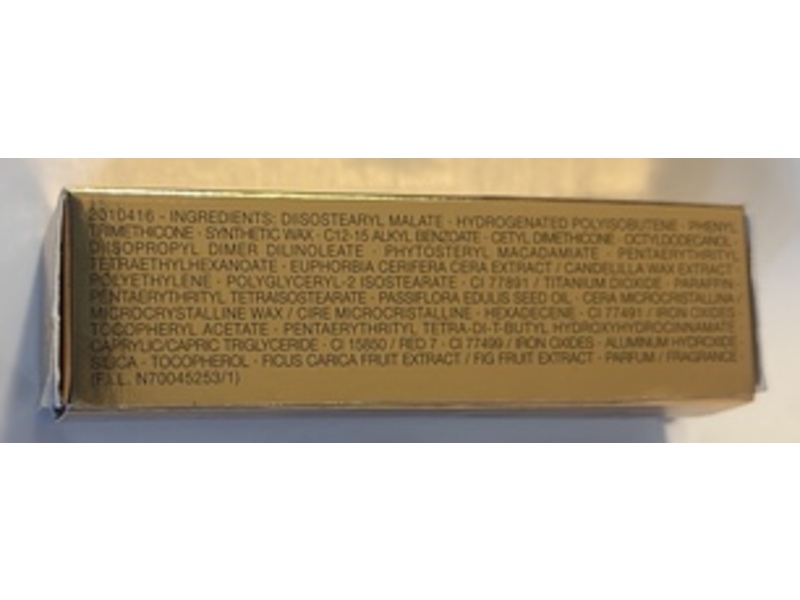 2010416 - INGREDIENTS: DIISOSTEARYL MALATE · HYDROGENATED POLYISOBUTENE · PHENYL
TRIMETHICONE · SYNTHETIC WAX · C12-15 ALKYL BENZOATE · CETYL DIMETHICONE · OCTYLDODECANOL ·
DIISOPROPYL DIMER DILINOLEATE · PHYTOSTERYL MACADAMIATE · PENTAERYTHRITYL
TETRAETHYLHEXANOATE · EUPHORBIA CERIFERA CERA EXTRACT / CANDELILLA WAX EXTRACT ·
POLYETHYLENE · POLYGLYCERYL-2 ISOSTEARATE · CI 77891 / TITANIUM DIOXIDE · PARAFFIN ·
PENTAERYTHRITYL TETRAISOSTEARATE · PASSIFLORA EDULIS SEED OIL · CERA MICROCRISTALLINA /
MICROCRYSTALLINE WAX / CIRE MICROCRISTALLINE · HEXADECENE · CI 77491 / IRON OXIDES ·
TOCOPHERYL ACETATE · PENTAERYTHRITYL TETRA-DI-T-BUTYL HYDROXYHYDROCINNAMATE ·
CAPRYLIC/CAPRIC TRIGLYCERIDE · CI 15850 / RED 7 · CI 77499 / IRON OXIDES · ALUMINUM HYDROXIDE ·
SILICA · TOCOPHEROL · FICUS CARICA FRUIT EXTRACT / FIG FRUIT EXTRACT · PARFUM / FRAGRANCE ·
(F.I.L. N70045253/1)